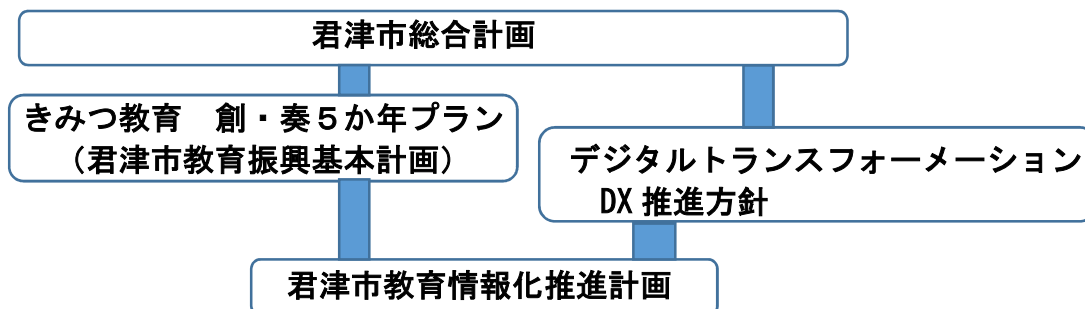 君津市総合計画
きみつ教育　創・奏５か年プラン
（君津市教育振興基本計画）
デジタルトランスフォーメーション
DX 推進方針
君津市教育情報化推進計画